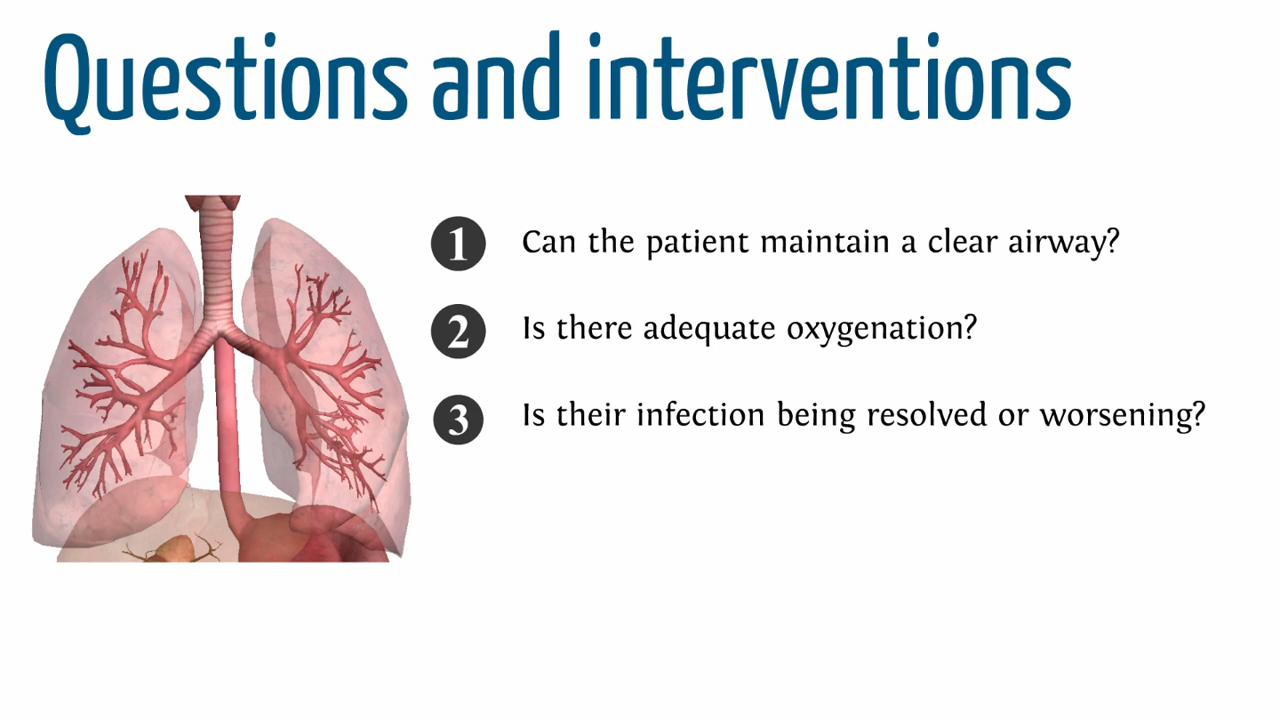 Questions and interventions
1 Can the patient maintain a clear airway?
2 Is there adequate oxygenation?
3 Is their infection being resolved or worsening?